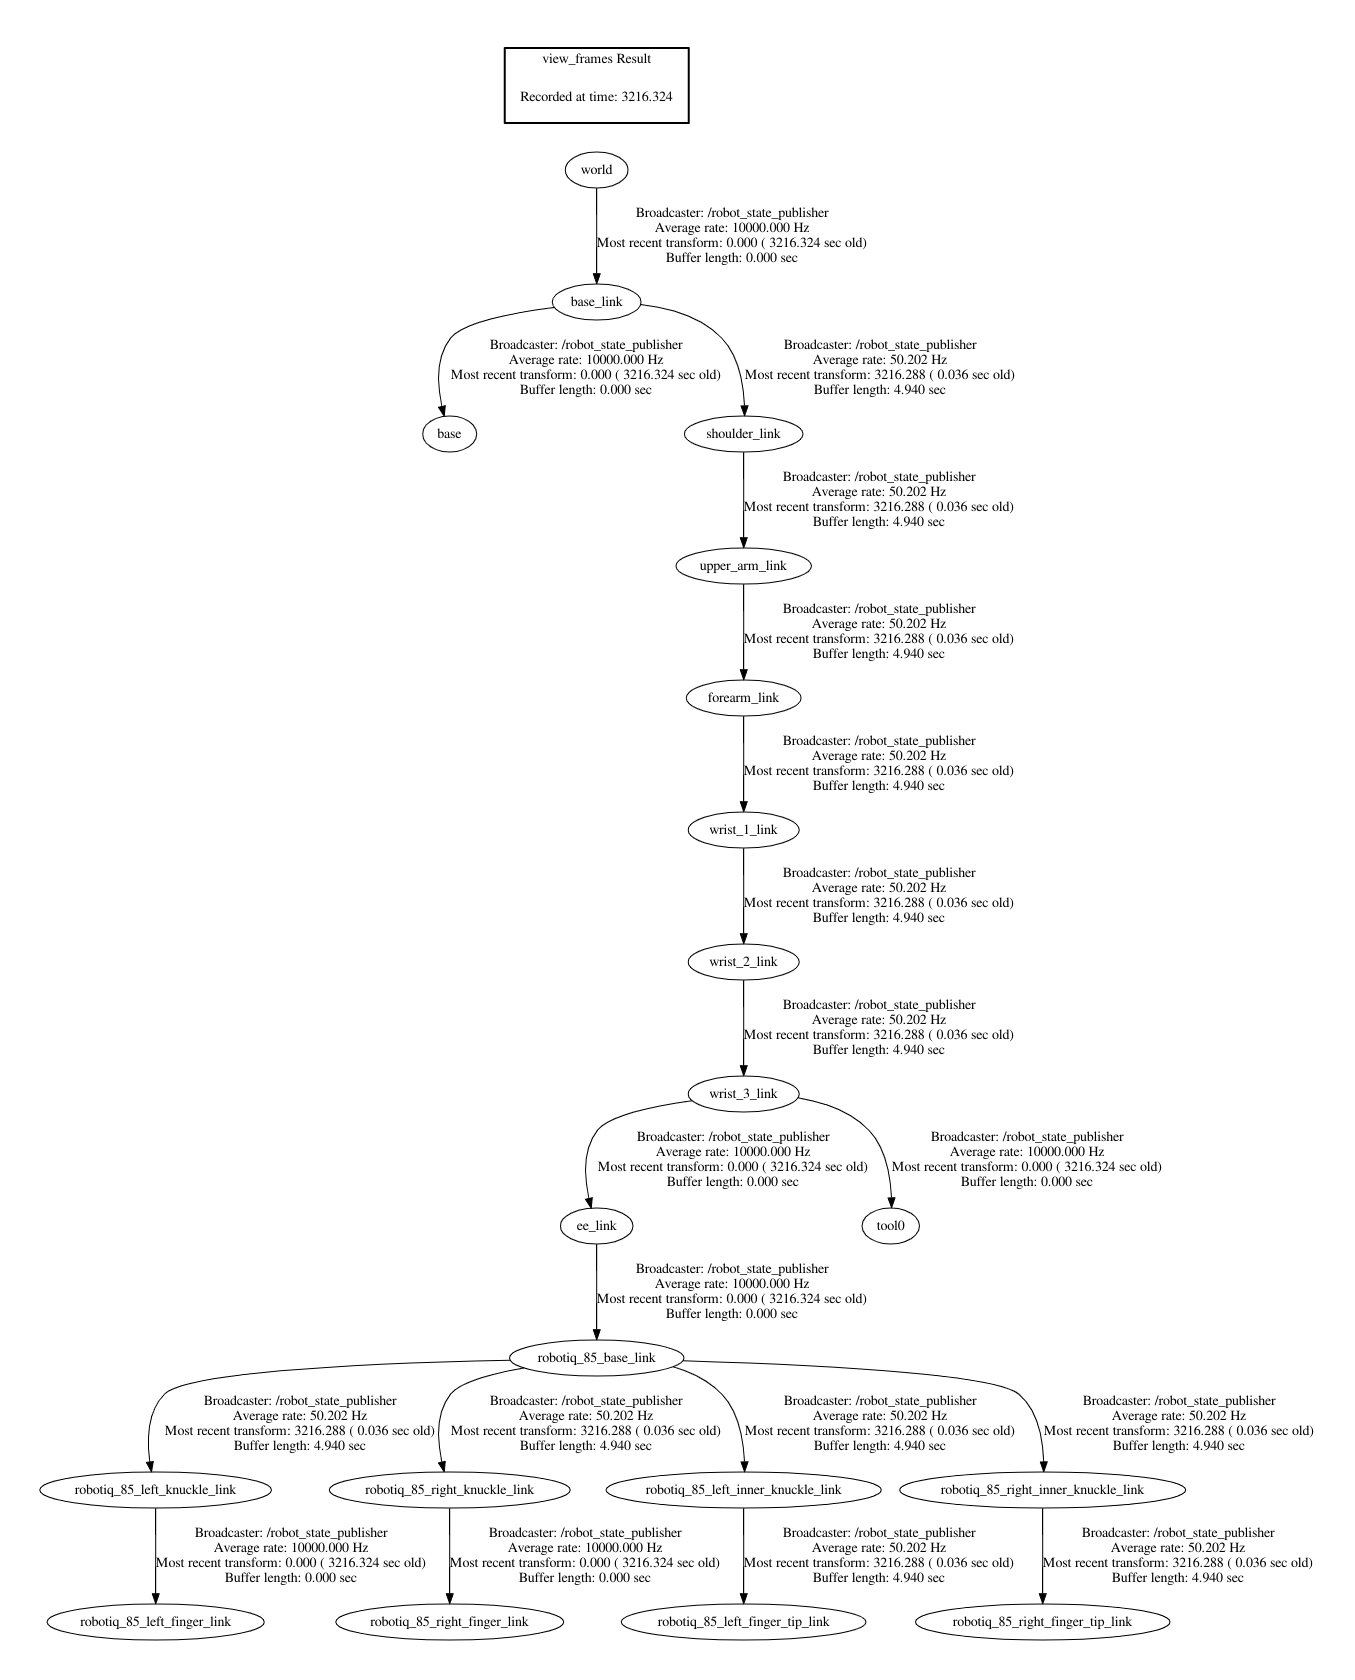 view_frames Result
Recorded at time: 3216.324
world
Broadcaster: /robot_state_publisher
Average rate: 10000.000 Hz
Most recent transform: 0.000 ( 3216.324 sec old)
Buffer length: 0.000 sec
base_link
Broadcaster: /robot_state_publisher
Average rate: 10000.000 Hz
Most recent transform: 0.000 ( 3216.324 sec old)
Buffer length: 0.000 sec
Broadcaster: /robot_state_publisher
Average rate: 50.202 Hz
Most recent transform: 3216.288 ( 0.036 sec old)
Buffer length: 4.940 sec
base
shoulder_link
Broadcaster: /robot_state_publisher
Average rate: 50.202 Hz
Most recent transform: 3216.288 ( 0.036 sec old)
Buffer length: 4.940 sec
upper_arm_link
Broadcaster: /robot_state_publisher
Average rate: 50.202 Hz
Most recent transform: 3216.288 ( 0.036 sec old)
Buffer length: 4.940 sec
forearm_link
Broadcaster: /robot_state_publisher
Average rate: 50.202 Hz
Most recent transform: 3216.288 ( 0.036 sec old)
Buffer length: 4.940 sec
wrist_1_link
Broadcaster: /robot_state_publisher
Average rate: 50.202 Hz
Most recent transform: 3216.288 ( 0.036 sec old)
Buffer length: 4.940 sec
wrist_2_link
Broadcaster: /robot_state_publisher
Average rate: 50.202 Hz
Most recent transform: 3216.288 ( 0.036 sec old)
Buffer length: 4.940 sec
wrist_3_link
Broadcaster: /robot_state_publisher
Average rate: 10000.000 Hz
Most recent transform: 0.000 ( 3216.324 sec old)
Buffer length: 0.000 sec
Broadcaster: /robot_state_publisher
Average rate: 10000.000 Hz
Most recent transform: 0.000 ( 3216.324 sec old)
Buffer length: 0.000 sec
ee_link
tool0
Broadcaster: /robot_state_publisher
Average rate: 10000.000 Hz
Most recent transform: 0.000 ( 3216.324 sec old)
Buffer length: 0.000 sec
robotiq_85_base_link
Broadcaster: /robot_state_publisher
Average rate: 50.202 Hz
Most recent transform: 3216.288 ( 0.036 sec old)
Buffer length: 4.940 sec
Broadcaster: /robot_state_publisher
Average rate: 50.202 Hz
Most recent transform: 3216.288 ( 0.036 sec old)
Buffer length: 4.940 sec
Broadcaster: /robot_state_publisher
Average rate: 50.202 Hz
Most recent transform: 3216.288 ( 0.036 sec old)
Buffer length: 4.940 sec
Broadcaster: /robot_state_publisher
Average rate: 50.202 Hz
Most recent transform: 3216.288 ( 0.036 sec old)
Buffer length: 4.940 sec
robotiq_85_left_knuckle_link
robotiq_85_right_knuckle_link
robotiq_85_left_inner_knuckle_link
robotiq_85_right_inner_knuckle_link
Broadcaster: /robot_state_publisher
Average rate: 10000.000 Hz
Most recent transform: 0.000 ( 3216.324 sec old)
Buffer length: 0.000 sec
Broadcaster: /robot_state_publisher
Average rate: 10000.000 Hz
Most recent transform: 0.000 ( 3216.324 sec old)
Buffer length: 0.000 sec
Broadcaster: /robot_state_publisher
Average rate: 50.202 Hz
Most recent transform: 3216.288 ( 0.036 sec old)
Buffer length: 4.940 sec
Broadcaster: /robot_state_publisher
Average rate: 50.202 Hz
Most recent transform: 3216.288 ( 0.036 sec old)
Buffer length: 4.940 sec
robotiq_85_left_finger_link
robotiq_85_right_finger_link
robotiq_85_left_finger_tip_link
robotiq_85_right_finger_tip_link